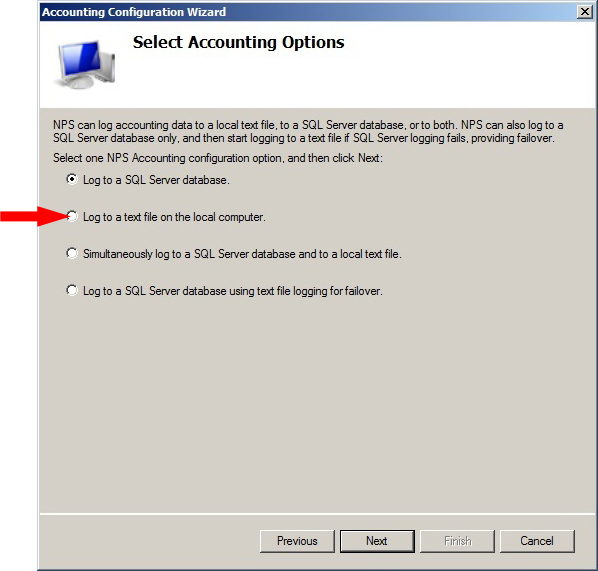 Accounting Configuration Wizard
Select Accounting Options
NPS can log accounting data to a local text file, to a SQL Server database, or to both. NPS can also log to a
SQL Server database only, and then start logging to a text file if SQL Server logging fails, providing failover.
Select one NPS Accounting configuration option, and then click Next:
Log to a SQL Server database.
Log to a text file on the local computer.
Simultaneously log to a SQL Server database and to a local text file.
Log to a SQL Server database using text file logging for failover.
Previous Next Finish Cancel